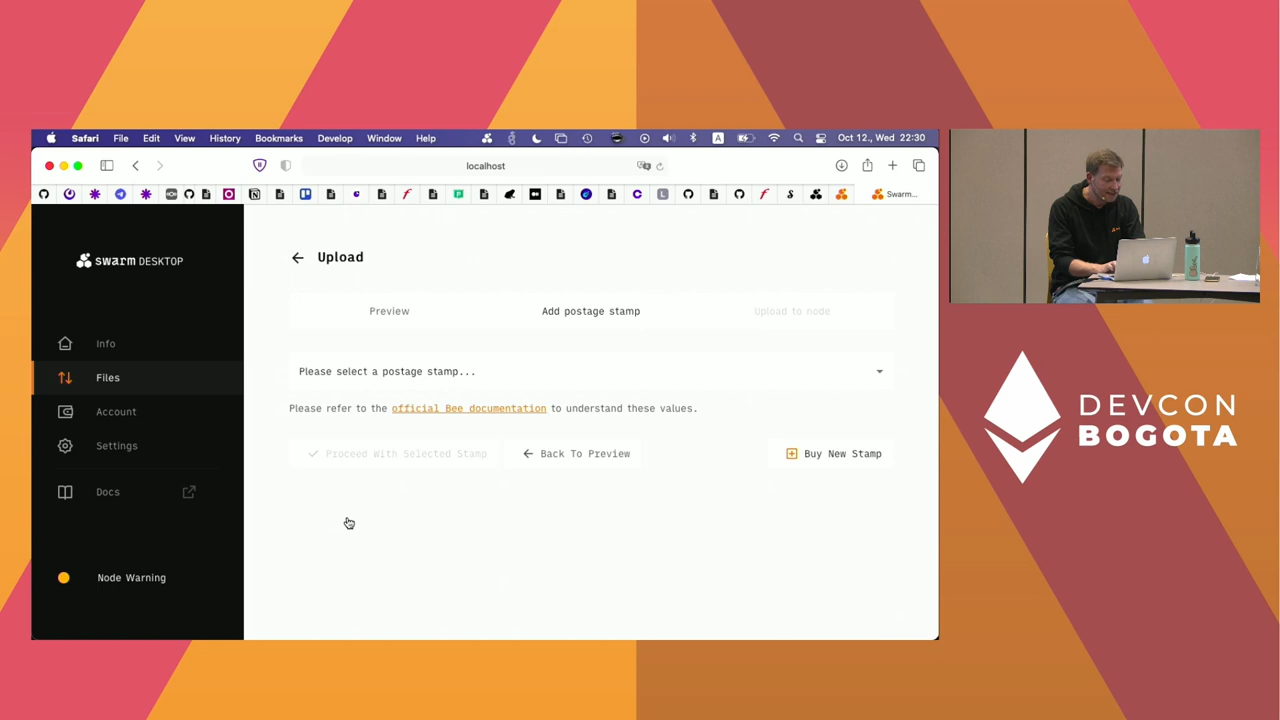 Safari File Edit View History Bookmarks Develop Window Help A Oct 12., Wed 22:30
localhost
Swarm...
swarm DESKTOP
Info
Files
Account
Settings
Docs
Node Warning
Upload
Preview Add postage stamp Upload to node
Please select a postage stamp...
Please refer to the official Bee documentation to understand these values.
Proceed With Selected Stamp Back To Preview Buy New Stamp
DEVCON
BOGOTA